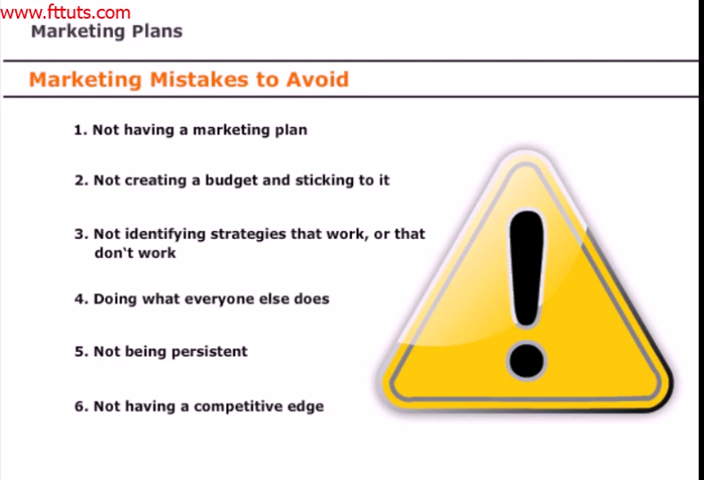 www.fttuts.com
Marketing Plans
Marketing Mistakes to Avoid
1. Not having a marketing plan
2. Not creating a budget and sticking to it
3. Not identifying strategies that work, or that
don't work
4. Doing what everyone else does
5. Not being persistent
6. Not having a competitive edge